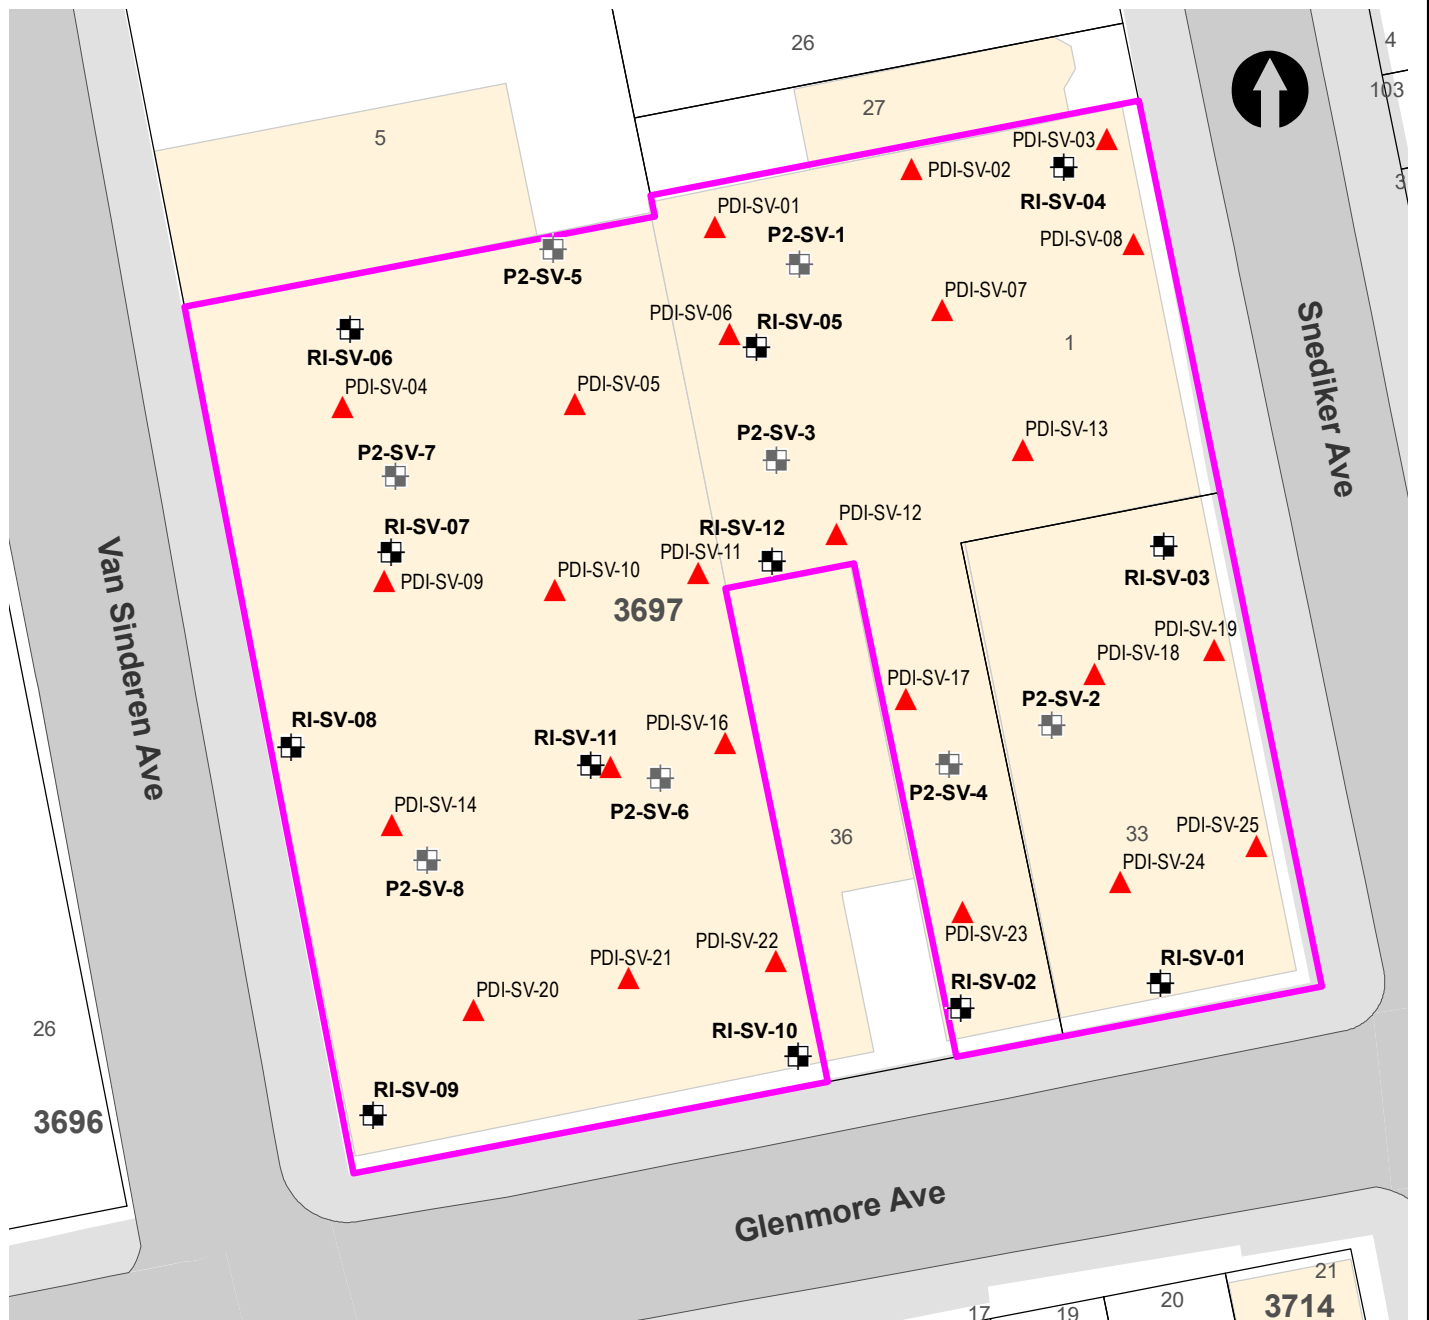 26
4
103
27
5
3
PDI-SV-03
PDI-SV-02
RI-SV-04
PDI-SV-01
P2-SV-1
PDI-SV-08
P2-SV-5
PDI-SV-07
PDI-SV-06
RI-SV-05
1
RI-SV-06
PDI-SV-04
PDI-SV-05
Snediker Ave
P2-SV-3
PDI-SV-13
P2-SV-7
PDI-SV-12
RI-SV-07
RI-SV-12
PDI-SV-11
PDI-SV-10
PDI-SV-09
RI-SV-03
3697
PDI-SV-19
PDI-SV-18
Van Sinderen Ave
PDI-SV-17
P2-SV-2
RI-SV-08
PDI-SV-16
RI-SV-11
P2-SV-4
PDI-SV-14
P2-SV-6
36
33
PDI-SV-25
PDI-SV-24
P2-SV-8
PDI-SV-23
PDI-SV-22
PDI-SV-21
RI-SV-01
RI-SV-02
PDI-SV-20
26
RI-SV-10
RI-SV-09
3696
Glenmore Ave
21
20
3714
17
19